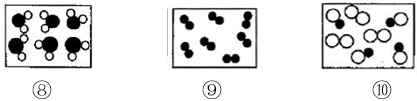 ⑧ ⑨ ⑩